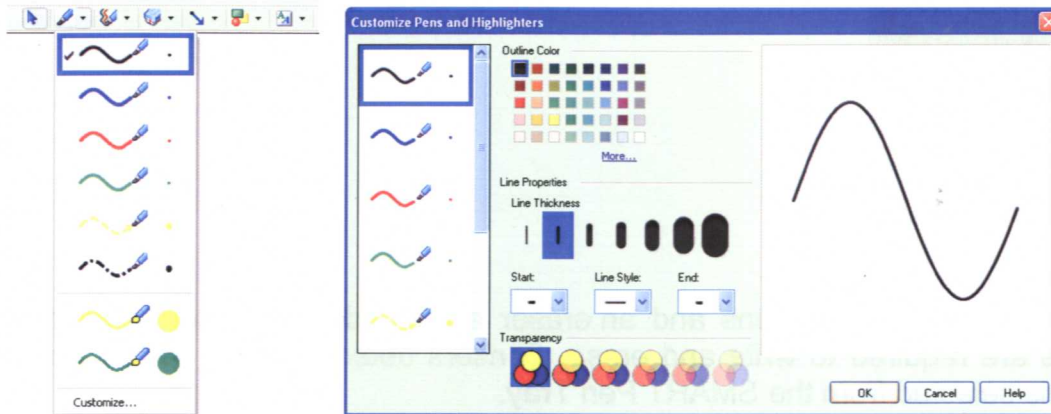 Customize Pens and Highlighters
Outline Color
More...
Line Properties
Line Thickness
Start:
Line Style:
End:
Transparency
OK
Cancel
Help
Customize...